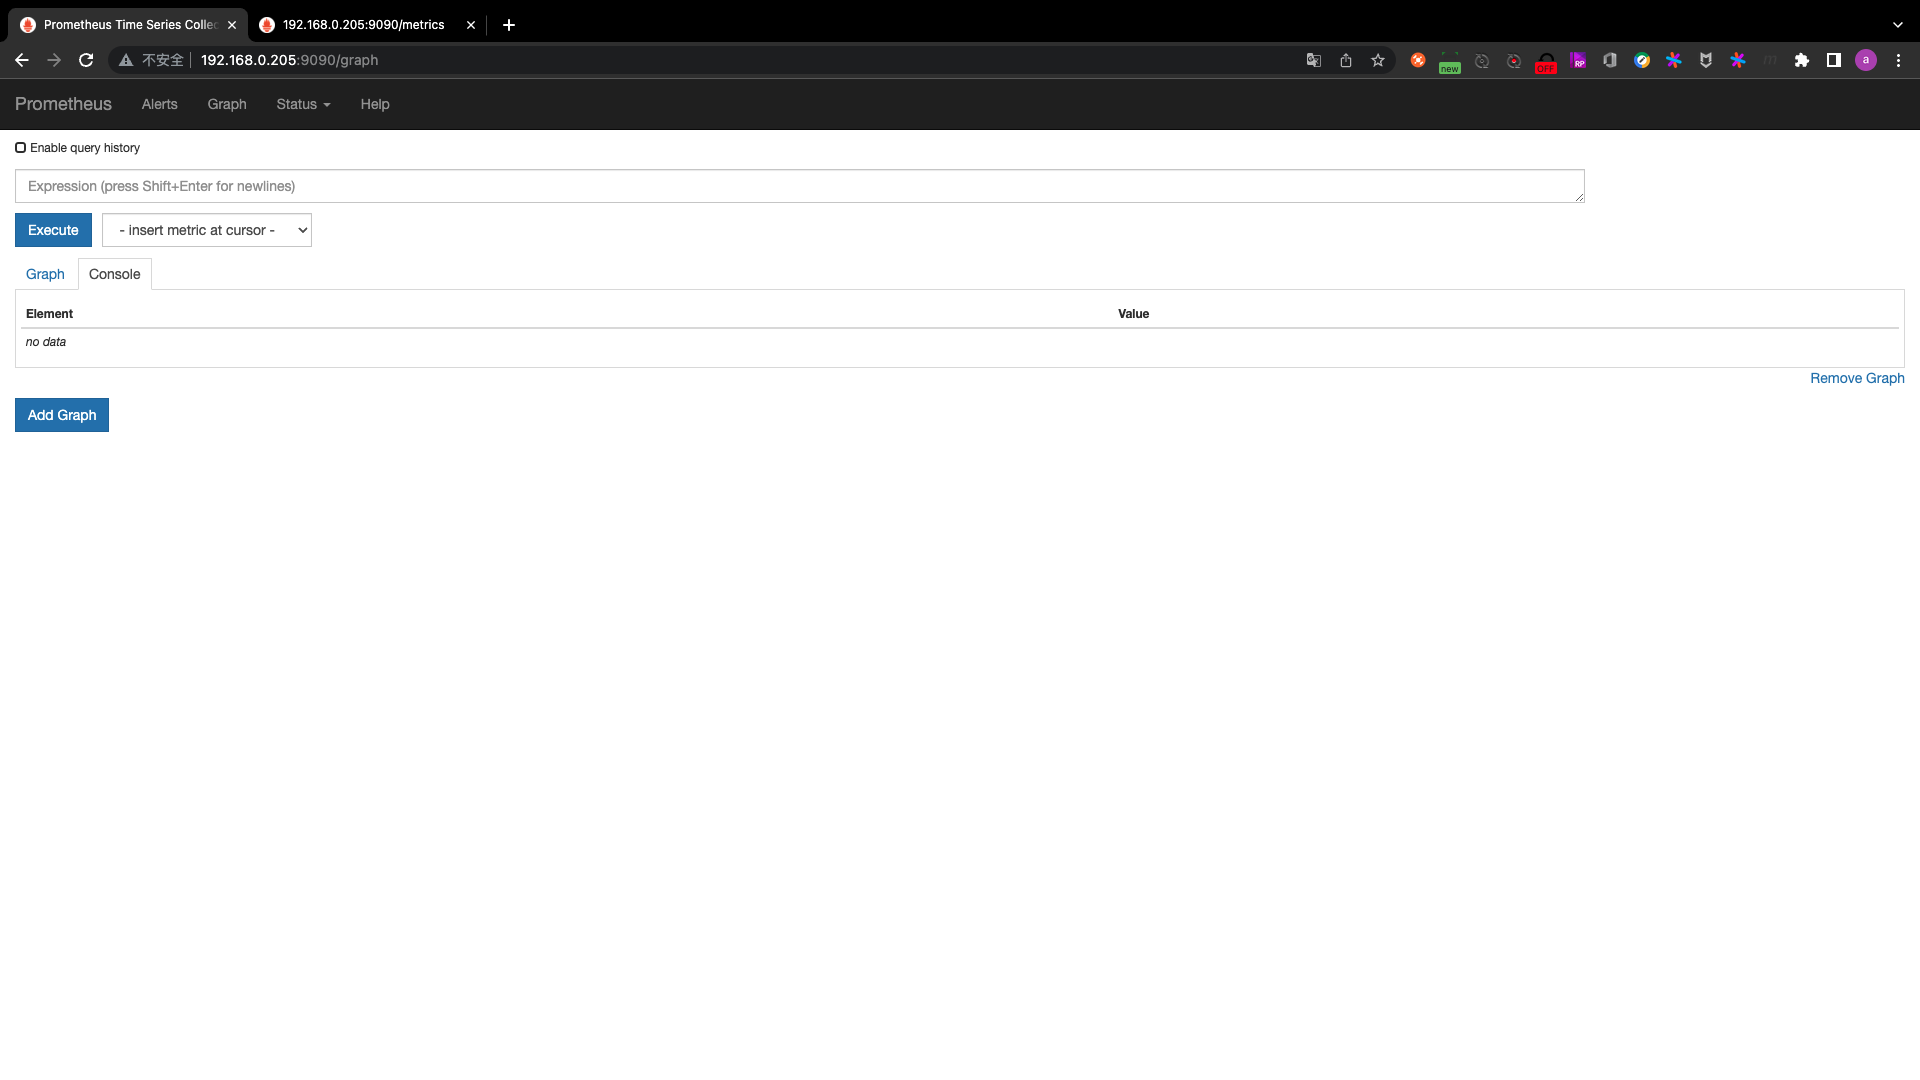 Prometheus Time Series Collec
192.168.0.205:9090/metrics
不安全
192.168.0.205:9090/graph
new
OFF
RP
a
Prometheus
Alerts
Graph
Status
Help
Enable query history
Expression (press Shift+Enter for newlines)
Execute
- insert metric at cursor -
Graph
Console
Element
Value
no data
Remove Graph
Add Graph